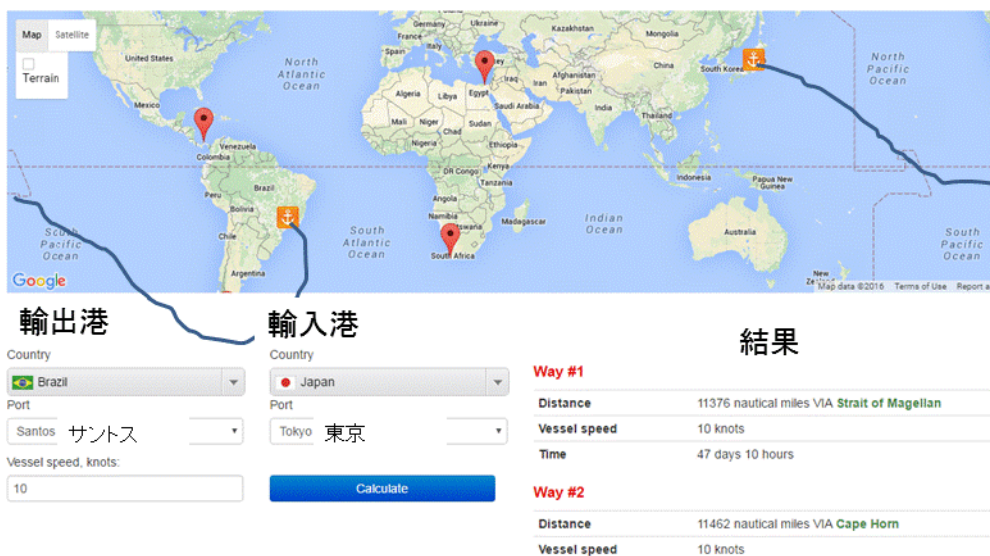 Map Satellite
Terrain
Germany Ukraine
France
Italy
Spain
Kazakhstan
Mongolia
United States
North
Atlantic
Ocean
North
Pacific
Ocean
Iraq Iran Afghanistan
Pakistan
China
South Korea
Algeria Libya Egypt
Saudi Arabia
India
Thailand
Mexico
Mali Niger Chad Sudan
Nigeria
Ethiopia
Venezuela
Colombia
DR Congo Kenya
Tanzania
Indonesia
Papua New
Guinea
Peru
Brazil
Bolivia
Angola
Namibia
Madagascar
Chile
South
Pacific
Ocean
South
Atlantic
Ocean
Indian
Ocean
Australia
South
Pacific
Ocean
South Africa
Argentina
New
Google
Map data ©2016 Terms of Use Report a
輸出港 輸入港 結果
Country Country
Brazil Japan
Port Port
Santos サントス Tokyo 東京
Vessel speed, knots:
10 Calculate
Way #1
Distance 11376 nautical miles VIA Strait of Magellan
Vessel speed 10 knots
Time 47 days 10 hours
Way #2
Distance 11462 nautical miles VIA Cape Horn
Vessel speed 10 knots